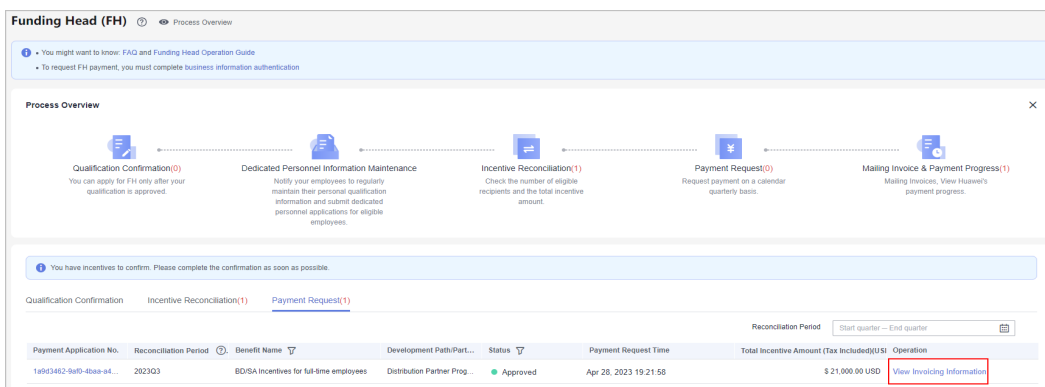 Funding Head (FH) Process Overview
• You might want to know: FAQ and Funding Head Operation Guide
• To request FH payment, you must complete business information authentication
Process Overview
Qualification Confirmation(0)
You can apply for FH only after your
qualification is approved.
Dedicated Personnel Information Maintenance
Notify your employees to regularly
maintain their personal qualification
information and submit dedicated
personnel applications for eligible
employees.
Incentive Reconciliation(1)
Check the number of eligible
recipients and the total incentive
amount.
Payment Request(0)
Request payment on a calendar
quarterly basis.
Mailing Invoice & Payment Progress(1)
Mailing Invoices, View Huawei's
payment progress.
You have incentives to confirm. Please complete the confirmation as soon as possible.
Qualification Confirmation Incentive Reconciliation(1) Payment Request(1)
Reconciliation Period Start quarter – End quarter
Payment Application No. Reconciliation Period Benefit Name Development Path/Part... Status Payment Request Time Total Incentive Amount (Tax Included)(USI Operation
1a9d3462-9af0-4baa-a4... 2023Q3 BD/SA Incentives for full-time employees Distribution Partner Prog... Approved Apr 28, 2023 19:21:58 $ 21,000.00 USD View Invoicing Information